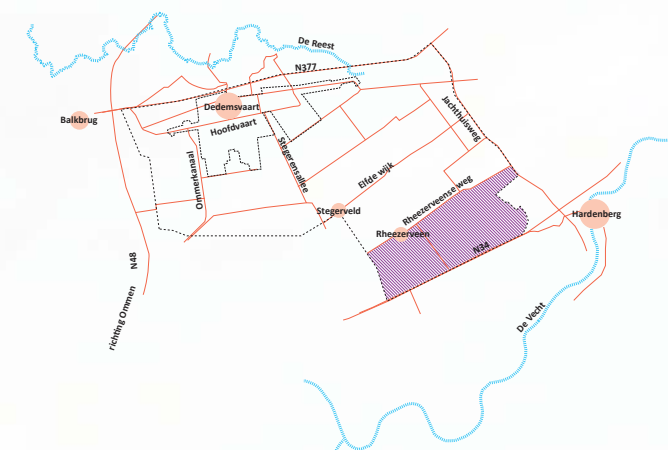 De Reest
N377
Dedemsvaart
Balkbrug
Hoofdvaart
Jachthuisweg
Stegerensallee
Ommerkanaal
Elfde wijk
Rheezerveense weg
Stegerveld
Hardenberg
Rheezerveen
N34
N48
richting Ommen
De Vecht